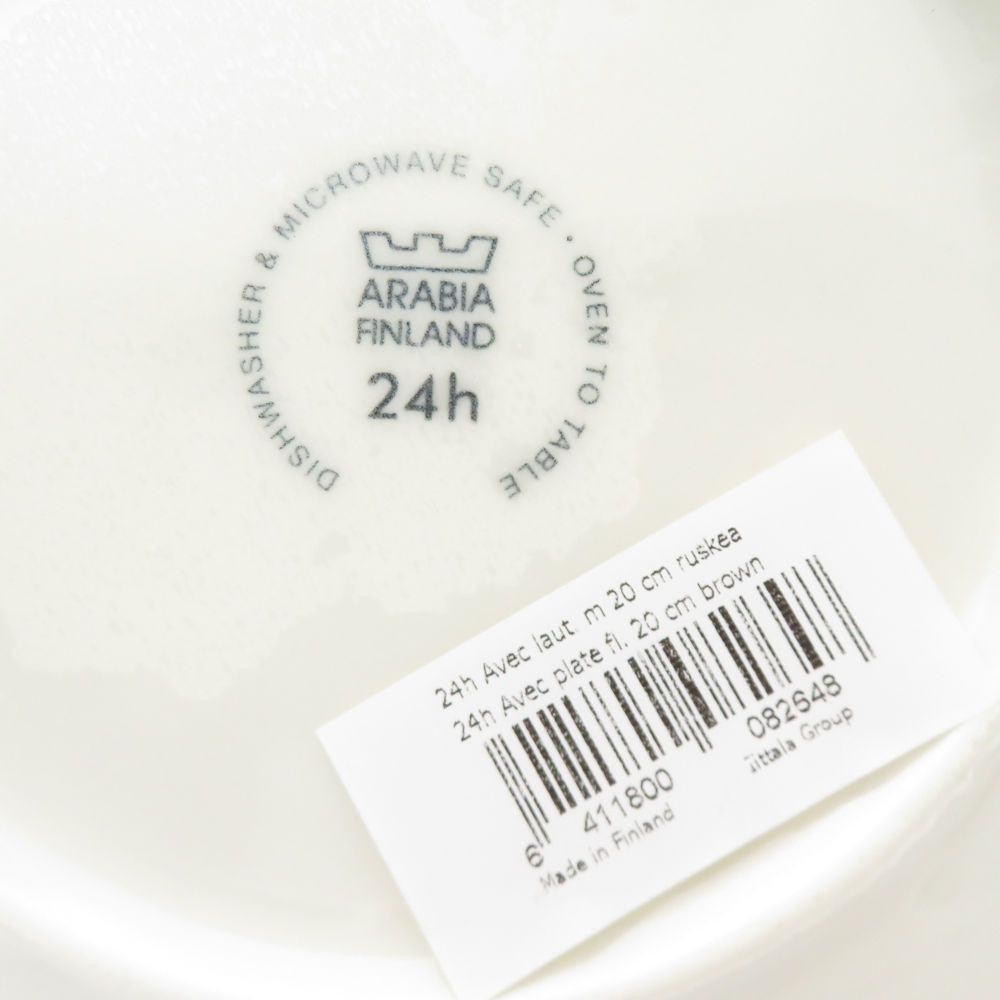 DISHWASHER & MICROWAVE SAFE · OVEN TO TABLE
ARABIA
FINLAND
24h
24h Avec laut. m 20 cm ruskea
24h Avec plate fl. 20 cm brown
6 411800 082648
Made in Finland Iittala Group